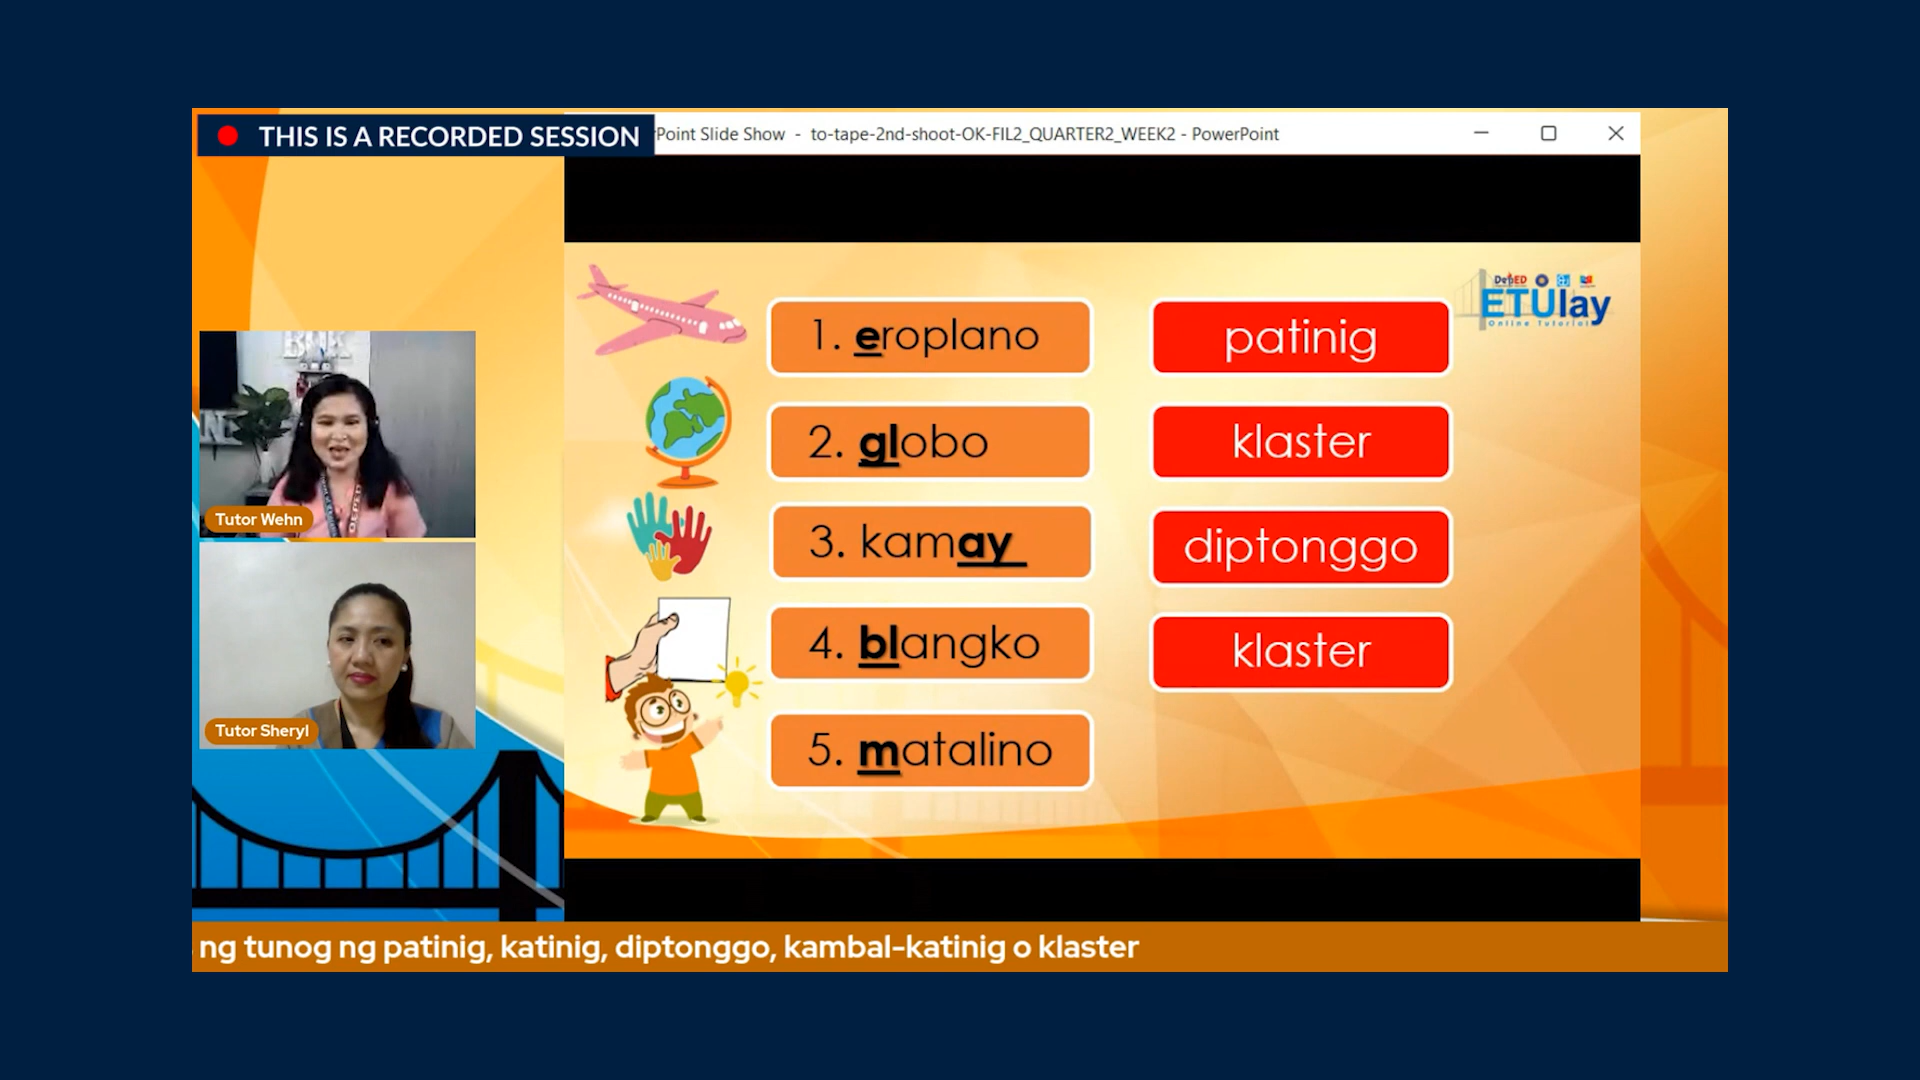 THIS IS A RECORDED SESSION
Point Slide Show - to-tape-2nd-shoot-OK-FIL2_QUARTER2_WEEK2 - PowerPoint
DepED
ETUlay
Online Tutorial
1. eroplano
patinig
2. globo
klaster
3. kamay
diptonggo
4. blangko
klaster
5. matalino
Tutor Wehn
Tutor Sheryl
ng tunog ng patinig, katinig, diptonggo, kambal-katinig o klaster